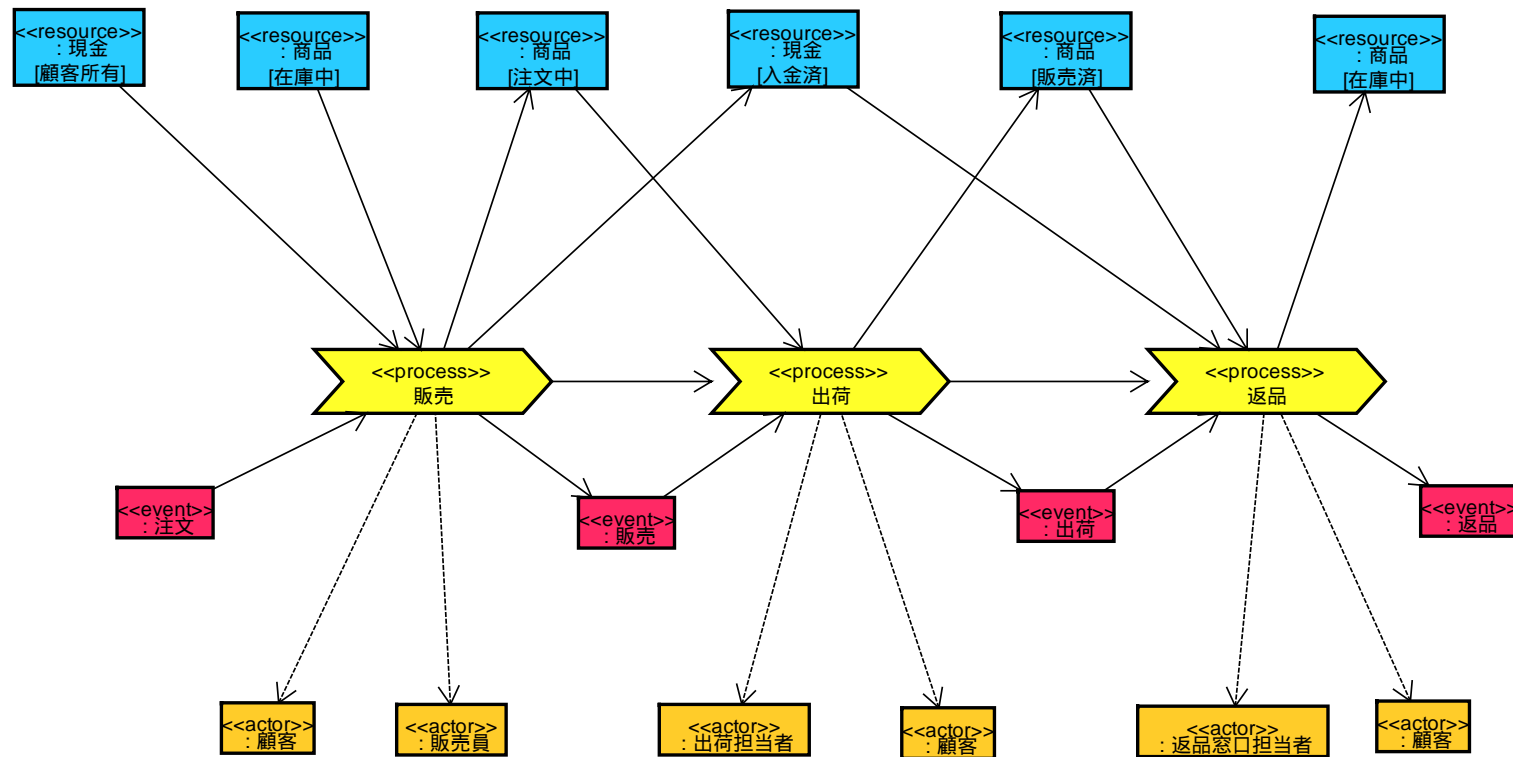 <<resource>>
: 現金
[顧客所有]
<<resource>>
: 商品
[在庫中]
<<resource>>
: 商品
[注文中]
<<resource>>
: 現金
[入金済]
<<resource>>
: 商品
[販売済]
<<resource>>
: 商品
[在庫中]
<<process>>
販売
<<process>>
出荷
<<process>>
返品
<<event>>
: 注文
<<event>>
: 販売
<<event>>
: 出荷
<<event>>
: 返品
<<actor>>
: 顧客
<<actor>>
: 販売員
<<actor>>
: 出荷担当者
<<actor>>
: 顧客
<<actor>>
: 返品窓口担当者
<<actor>>
: 顧客